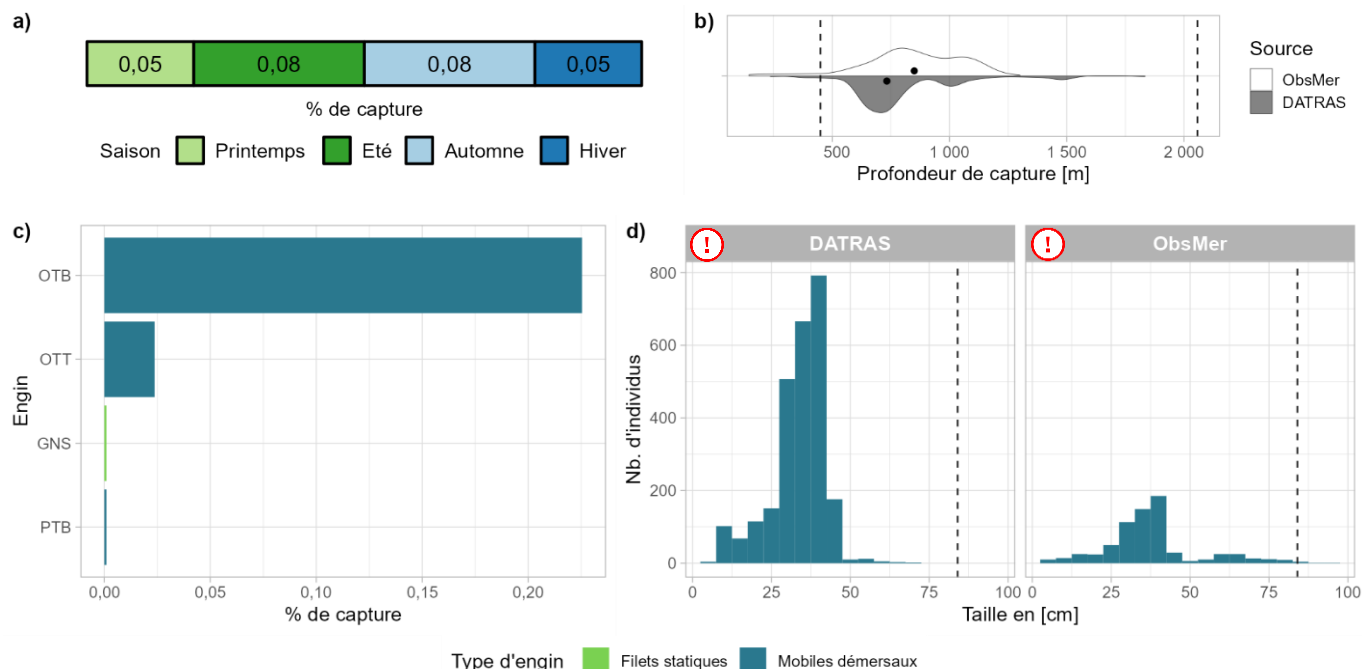 a)
0,05 0,08 0,08 0,05
% de capture
Saison Printemps Eté Automne Hiver
b)
500 1 000 1 500 2 000
Profondeur de capture [m]
Source
ObsMer
DATRAS
c)
Engin
OTB
OTT
GNS
PTB
0,00 0,05 0,10 0,15 0,20
% de capture
d)
! DATRAS ! ObsMer
Nb. d'individus
800
600
400
200
0
0 25 50 75 100 0 25 50 75 100
Taille en [cm]
Type d'engin Filets statiques Mobiles démersaux